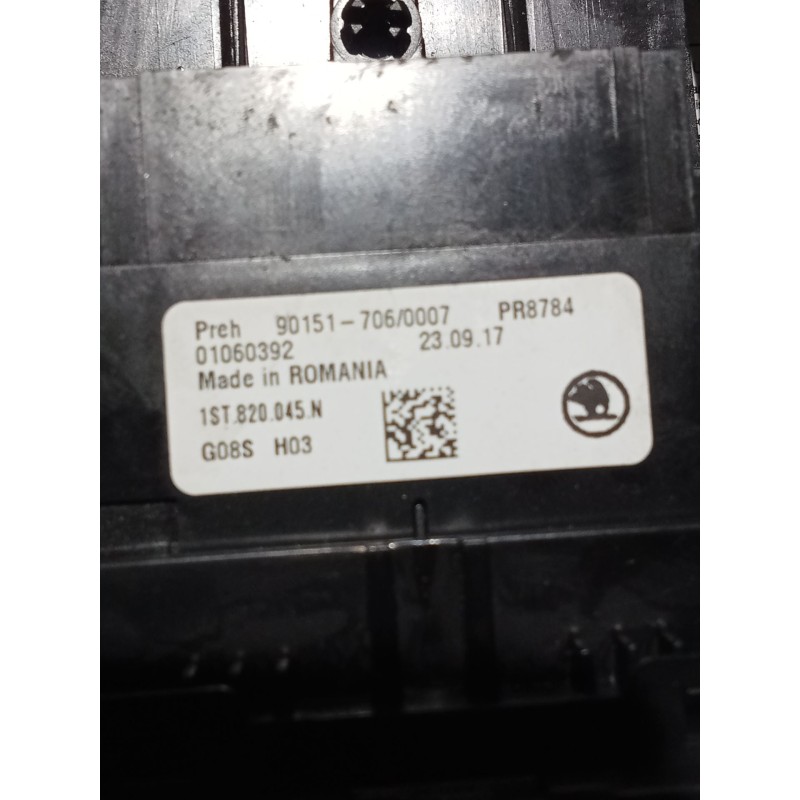 Preh 90151-706/0007 PR8784
01060392 23.09.17
Made in ROMANIA
1ST.820.045.N
G08S H03